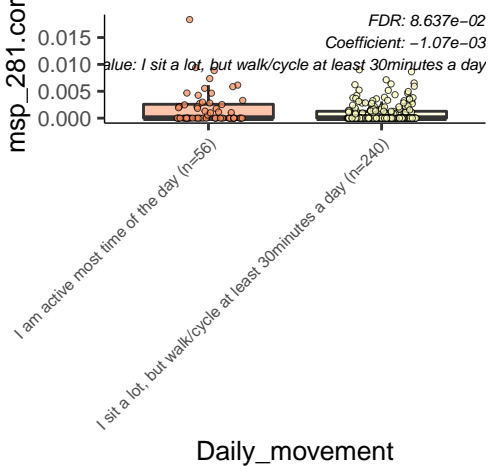 FDR: 8.637e−02
Coefficient: −1.07e−03
alue: I sit a lot, but walk/cycle at least 30minutes a day
msp_281.cor
0.015
0.010
0.005
0.000
I am active most time of the day (n=56)
I sit a lot, but walk/cycle at least 30minutes a day (n=240)
Daily_movement